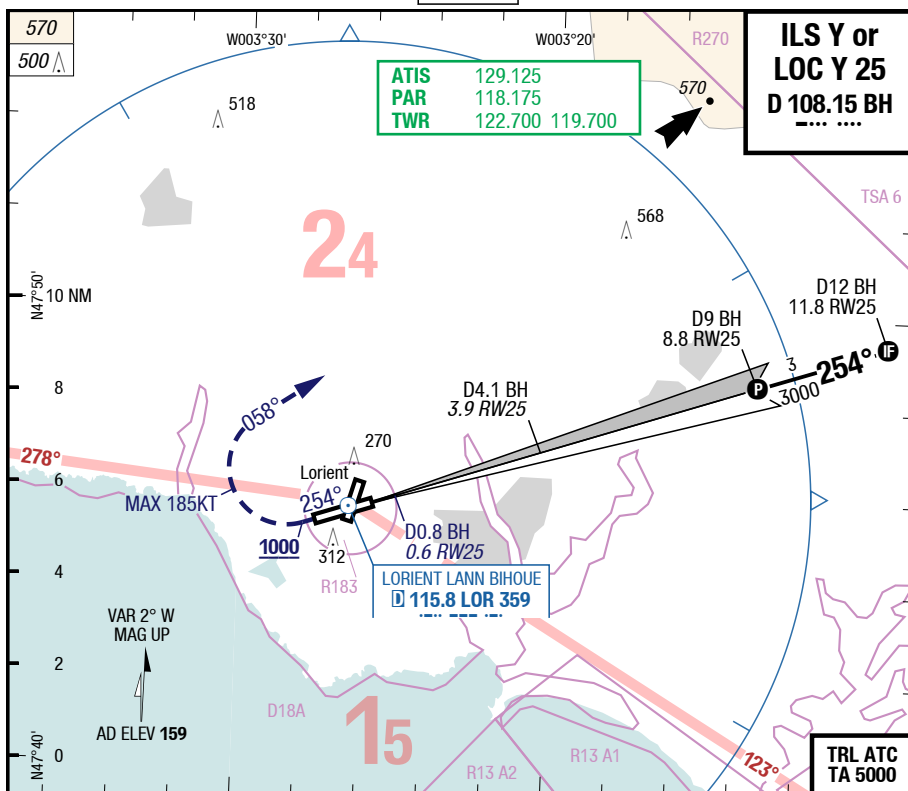 570
500
W003°30'
W003°20'
R270
ILS Y or
LOC Y 25
D 108.15 BH
ATIS 129.125
PAR 118.175
TWR 122.700 119.700
570
518
TSA 6
568
24
N47°50'
10 NM
D12 BH
11.8 RW25
D9 BH
8.8 RW25
IF
3
254°
P
3000
8
D4.1 BH
3.9 RW25
058°
270
278°
Lorient
6
254°
MAX 185KT
1000
312
D0.8 BH
0.6 RW25
R183
LORIENT LANN BIHOUE
D 115.8 LOR 359
4
VAR 2° W
MAG UP
2
D18A
15
AD ELEV 159
N47°40'
0
R13 A2
R13 A1
123°
TRL ATC
TA 5000